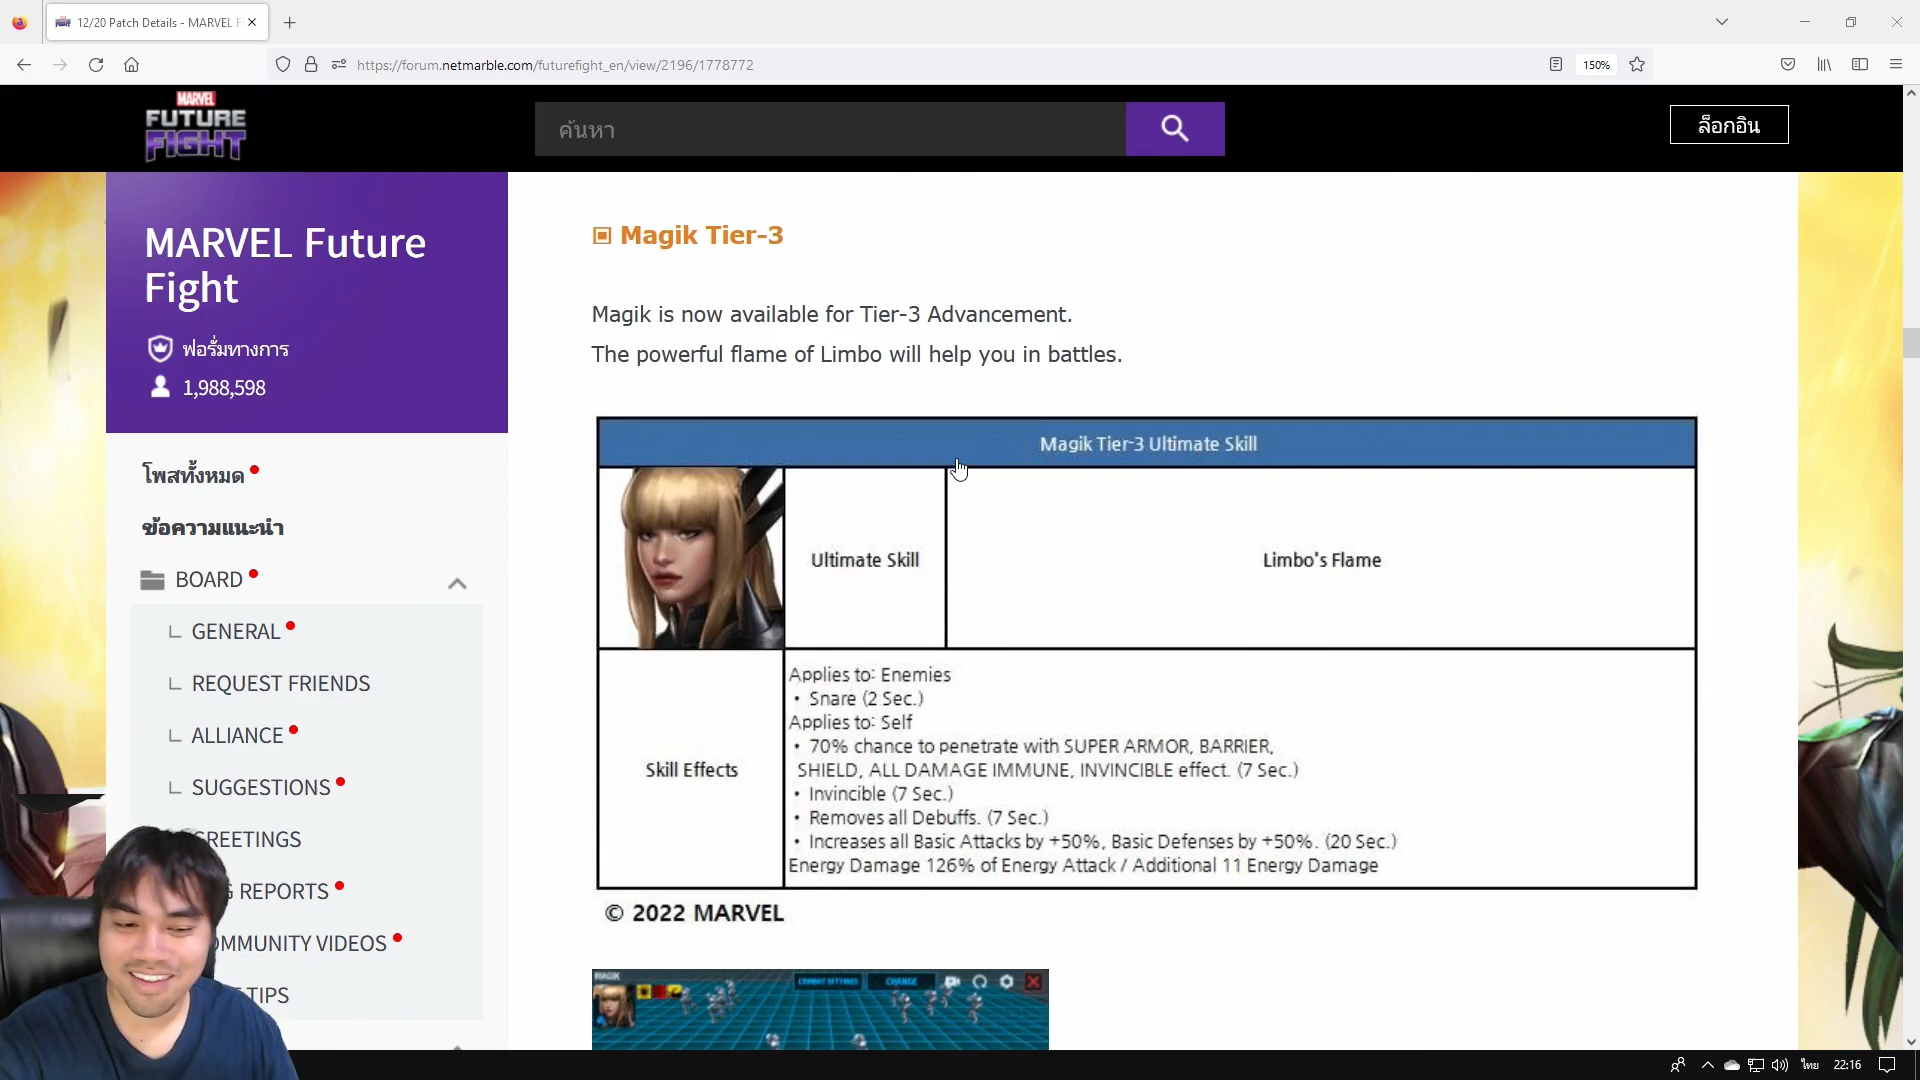 12/20 Patch Details - MARVEL F
https://forum.netmarble.com/futurefight_en/view/2196/1778772
150%
MARVEL
FUTURE
FIGHT
ค้นหา
ล็อกอิน
MARVEL Future
Fight
ฟอรั่มทางการ
1,988,598
โพสทั้งหมด
ข้อความแนะนำ
BOARD
GENERAL
REQUEST FRIENDS
ALLIANCE
SUGGESTIONS
GREETINGS
G REPORTS
OMMUNITY VIDEOS
TIPS
Magik Tier-3
Magik is now available for Tier-3 Advancement.
The powerful flame of Limbo will help you in battles.
Magik Tier-3 Ultimate Skill
Ultimate Skill
Limbo's Flame
Skill Effects
Applies to: Enemies
• Snare (2 Sec.)
Applies to: Self
• 70% chance to penetrate with SUPER ARMOR, BARRIER,
SHIELD, ALL DAMAGE IMMUNE, INVINCIBLE effect. (7 Sec.)
• Invincible (7 Sec.)
• Removes all Debuffs. (7 Sec.)
• Increases all Basic Attacks by +50%, Basic Defenses by +50%. (20 Sec.)
Energy Damage 126% of Energy Attack / Additional 11 Energy Damage
© 2022 MARVEL
MAGIK
COMBAT SETTINGS
CHANGE
ไทย
22:16